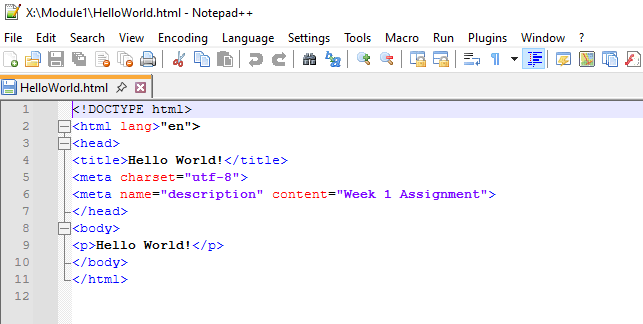 X:\Module1\HelloWorld.html - Notepad++
File Edit Search View Encoding Language Settings Tools Macro Run Plugins Window ?
HelloWorld.html
1 <!DOCTYPE html>
2 <html lang>"en">
3 <head>
4 <title>Hello World!</title>
5 <meta charset="utf-8">
6 <meta name="description" content="Week 1 Assignment">
7 </head>
8 <body>
9 <p>Hello World!</p>
10 </body>
11 </html>
12